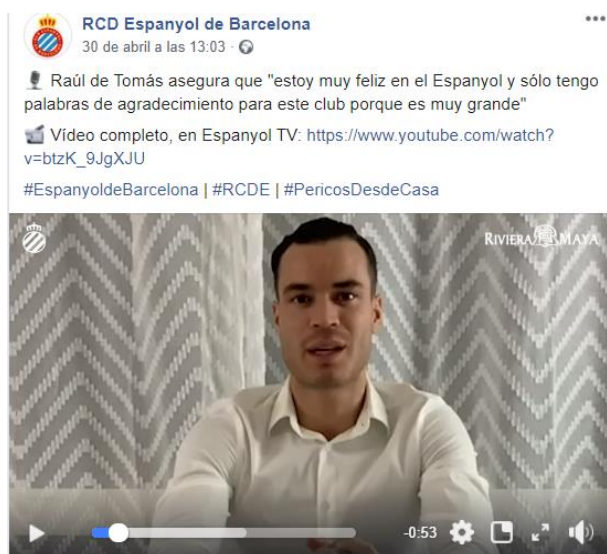 RCD Espanyol de Barcelona
30 de abril a las 13:03 ·
Raúl de Tomás asegura que "estoy muy feliz en el Espanyol y sólo tengo
palabras de agradecimiento para este club porque es muy grande"
Vídeo completo, en Espanyol TV: https://www.youtube.com/watch?
v=btzK_9JgXJU
#EspanyoldeBarcelona | #RCDE | #PericosDesdeCasa
RIVIERA MAYA
-0:53